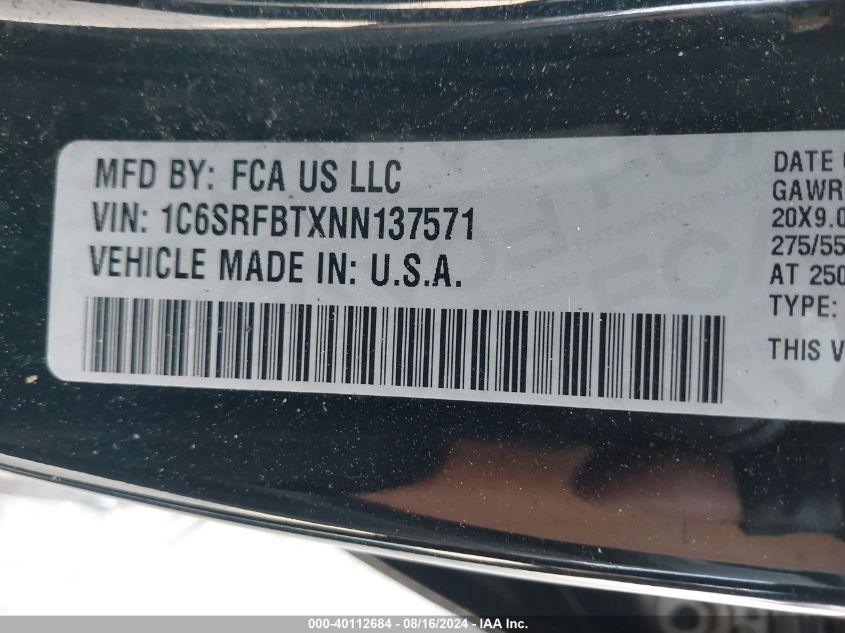 MFD BY: FCA US LLC
VIN: 1C6SRFBTXNN137571
VEHICLE MADE IN: U.S.A.
DATE
GAWR
20X9.0
275/55
AT 250
TYPE:
THIS V
000-40112684 - 08/16/2024 - IAA Inc.